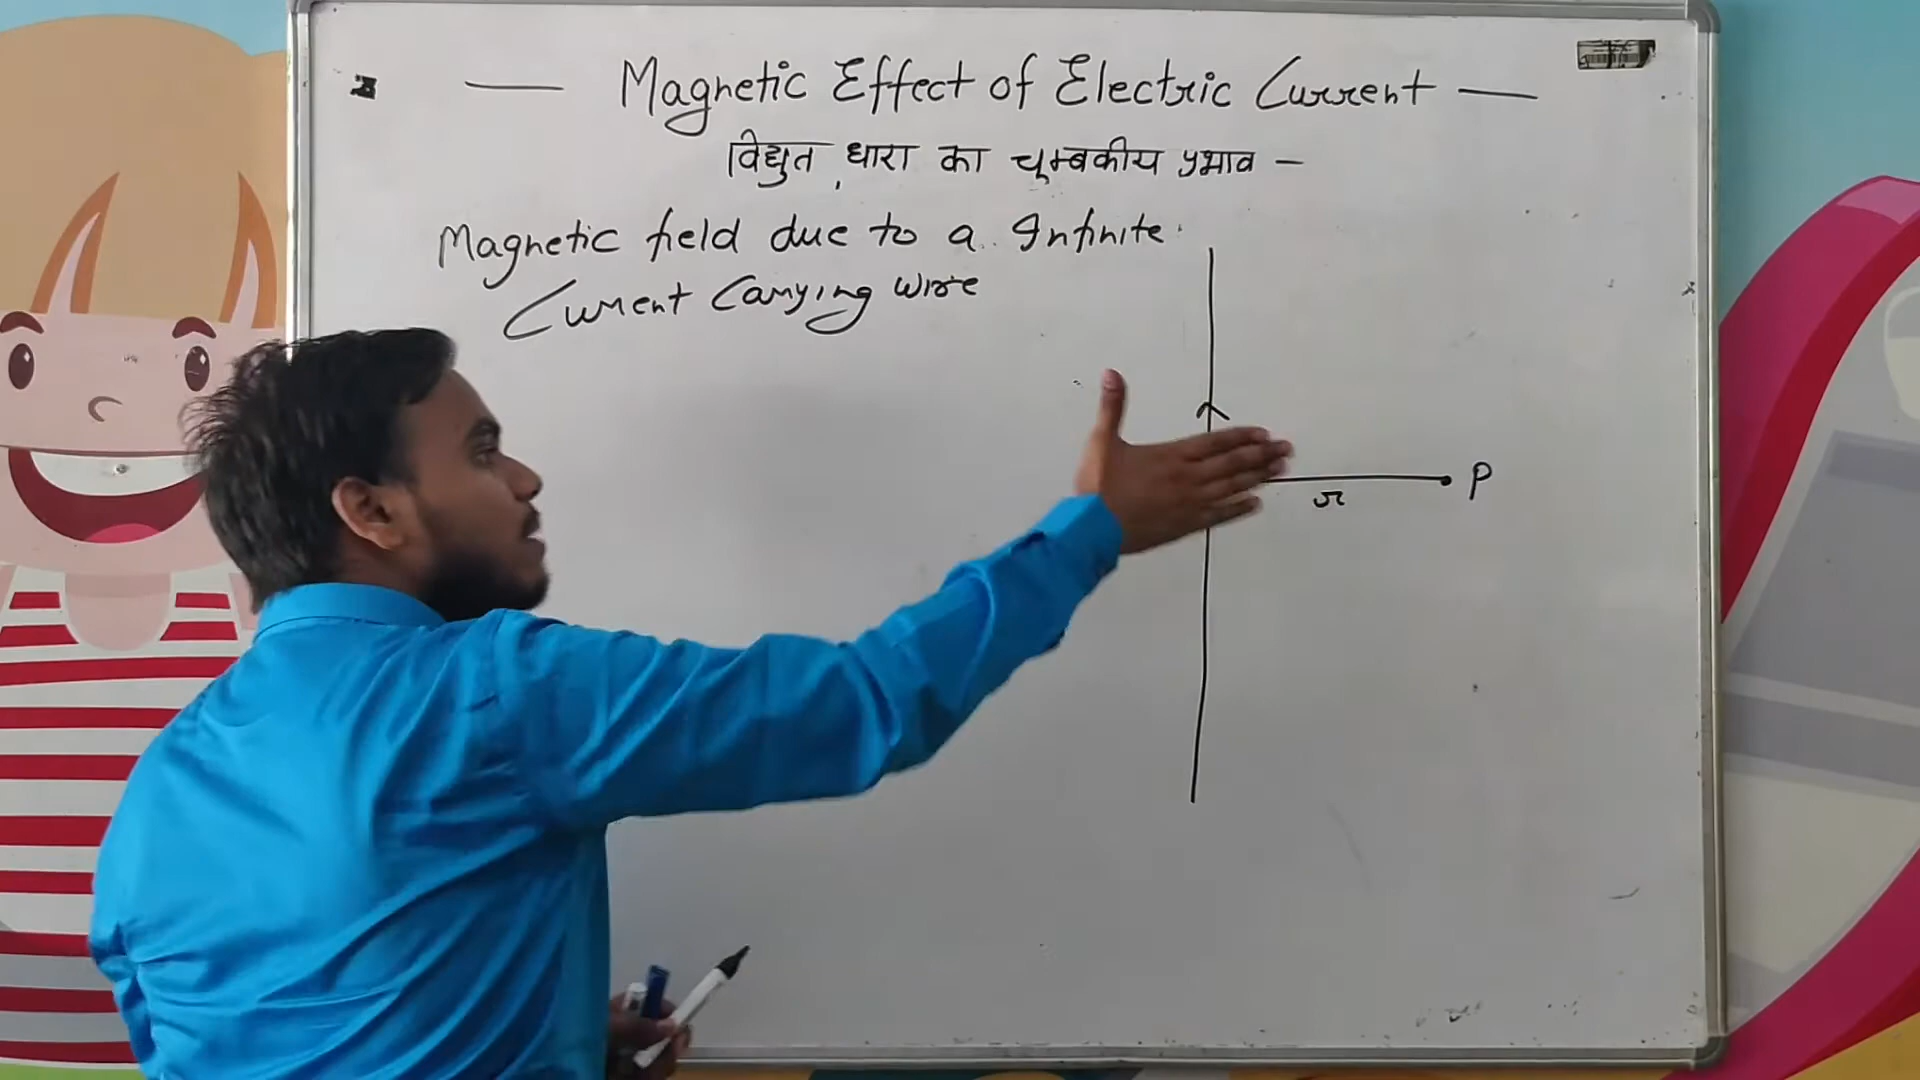 — Magnetic Effect of Electric Current —
विद्युत धारा का चुम्बकीय प्रभाव —
Magnetic field due to a Infinite
Current Carrying wire
r
P